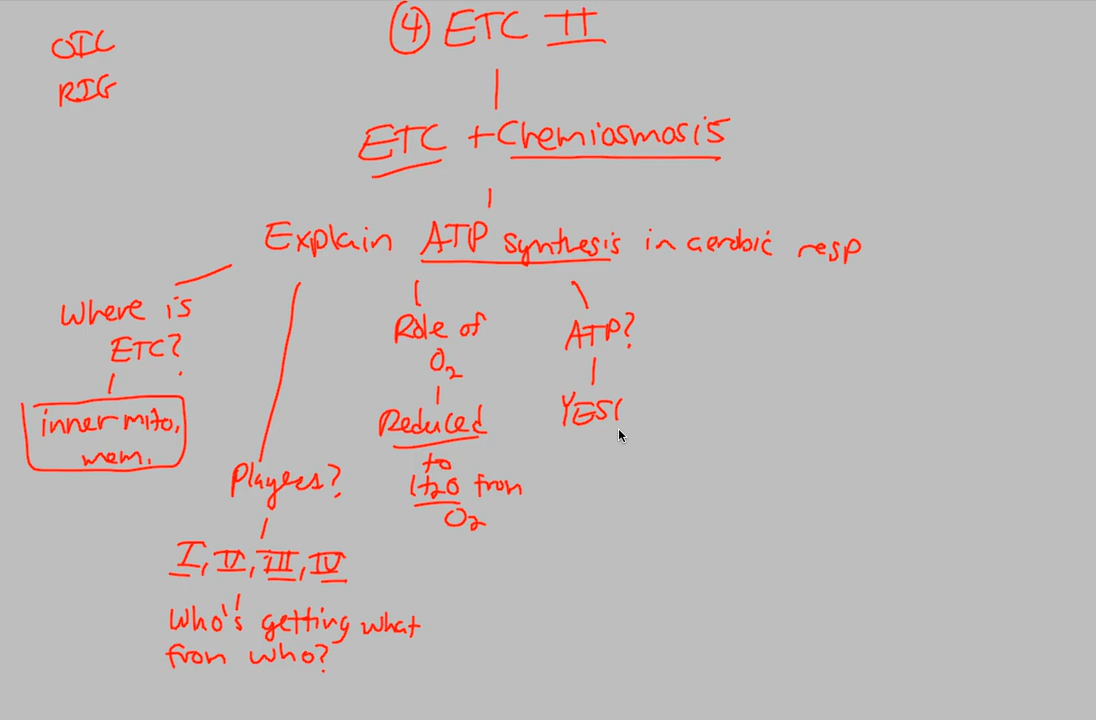 OIL
RIG
④ ETC II
ETC + Chemiosmosis
Explain ATP synthesis in aerobic resp
Where is
ETC?
inner mito.
mem.
Players?
I, II, III, IV
Who's getting what
from who?
Role of
O2
Reduced
to
H2O from
O2
ATP?
YES!